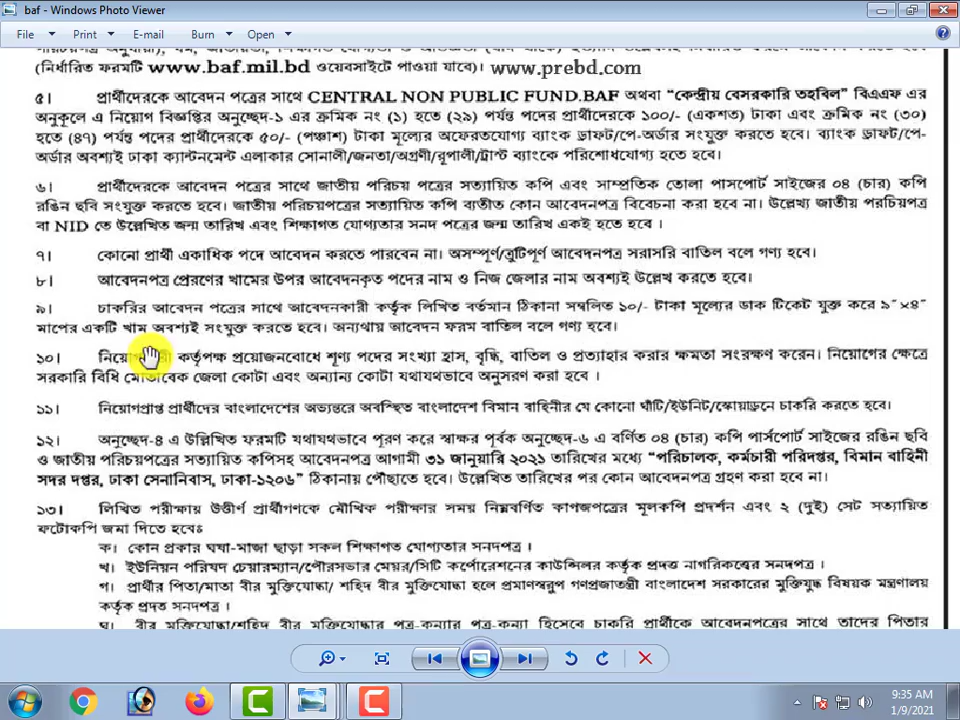 baf - Windows Photo Viewer
File Print E-mail Burn Open
(নির্ধারিত ফরমটি www.baf.mil.bd ওয়েবসাইটে পাওয়া যাবে)। www.prebd.com
৫। প্রার্থীদেরকে আবেদন পত্রের সাথে CENTRAL NON PUBLIC FUND.BAF অথবা "কেন্দ্রীয় বেসরকারি তহবিল" বিএএফ এর
অনুকূলে এ নিয়োগ বিজ্ঞপ্তির অনুচ্ছেদ-১ এর ক্রমিক নং (১) হতে (২৯) পর্যন্ত পদের প্রার্থীদেরকে ১০০/- (একশত) টাকা এবং ক্রমিক নং (৩০)
হতে (৪৭) পর্যন্ত পদের প্রার্থীদেরকে ৫০/- (পঞ্চাশ) টাকা মূল্যের অফেরতযোগ্য ব্যাংক ড্রাফট/পে-অর্ডার সংযুক্ত করতে হবে। ব্যাংক ড্রাফট/পে-
অর্ডার অবশ্যই ঢাকা ক্যান্টনমেন্ট এলাকার সোনালী/জনতা/অগ্রণী/রূপালী/ট্রাস্ট ব্যাংকে পরিশোধযোগ্য হতে হবে।
৬। প্রার্থীদেরকে আবেদন পত্রের সাথে জাতীয় পরিচয় পত্রের সত্যায়িত কপি এবং সাম্প্রতিক তোলা পাসপোর্ট সাইজের ০৪ (চার) কপি
রঙিন ছবি সংযুক্ত করতে হবে। জাতীয় পরিচয়পত্রের সত্যায়িত কপি ব্যতীত কোন আবেদনপত্র বিবেচনা করা হবে না। উল্লেখ্য জাতীয় পরচিয়পত্র
বা NID তে উল্লেখিত জন্ম তারিখ এবং শিক্ষাগত যোগ্যতার সনদ পত্রের জন্ম তারিখ একই হতে হবে ।
৭। কোনো প্রার্থী একাধিক পদে আবেদন করতে পারবেন না। অসম্পূর্ণ/ত্রুটিপূর্ণ আবেদনপত্র সরাসরি বাতিল বলে গণ্য হবে।
৮। আবেদনপত্র প্রেরণের খামের উপর আবেদনকৃত পদের নাম ও নিজ জেলার নাম অবশ্যই উল্লেখ করতে হবে।
৯। চাকরির আবেদন পত্রের সাথে আবেদনকারী কর্তৃক লিখিত বর্তমান ঠিকানা সম্বলিত ১০/- টাকা মূল্যের ডাক টিকেট যুক্ত করে ৯"×৪"
মাপের একটি খাম অবশ্যই সংযুক্ত করতে হবে। অন্যথায় আবেদন ফরম বাতিল বলে গণ্য হবে।
১০। কর্তৃপক্ষ প্রয়োজনবোধে শূণ্য পদের সংখ্যা হ্রাস, বৃদ্ধি, বাতিল ও প্রত্যাহার করার ক্ষমতা সংরক্ষণ করেন। নিয়োগের ক্ষেত্রে
সরকারি বিধি মোতাবেক জেলা কোটা এবং অন্যান্য কোটা যথাযথভাবে অনুসরণ করা হবে ।
১১। নিয়োগপ্রাপ্ত প্রার্থীদের বাংলাদেশের অভ্যন্তরে অবস্থিত বাংলাদেশ বিমান বাহিনীর যে কোনো ঘাঁটি/ইউনিট/স্কোয়াড্রনে চাকরি করতে হবে।
১২। অনুচ্ছেদ-৪ এ উল্লিখিত ফরমটি যথাযথভাবে পূরণ করে স্বাক্ষর পূর্বক অনুচ্ছেদ-৬ এ বর্ণিত ০৪ (চার) কপি পার্সপোর্ট সাইজের রঙিন ছবি
ও জাতীয় পরিচয়পত্রের সত্যায়িত কপিসহ আবেদনপত্র আগামী ৩১ জানুয়ারি ২০২১ তারিখের মধ্যে "পরিচালক, কর্মচারী পরিদপ্তর, বিমান বাহিনী
সদর দপ্তর, ঢাকা সেনানিবাস, ঢাকা-১২০৬" ঠিকানায় পৌছাতে হবে। উল্লেখিত তারিখের পর কোন আবেদনপত্র গ্রহণ করা হবে না।
১৩। লিখিত পরীক্ষায় উত্তীর্ণ প্রার্থীগণকে মৌখিক পরীক্ষার সময় নিম্নবর্ণিত কাগজপত্রের মূলকপি প্রদর্শন এবং ২ (দুই) সেট সত্যায়িত
ফটোকপি জমা দিতে হবেঃ
ক। কোন প্রকার ঘষা-মাজা ছাড়া সকল শিক্ষাগত যোগ্যতার সনদপত্র ।
খ। ইউনিয়ন পরিষদ চেয়ারম্যান/পৌরসভার মেয়র/সিটি কর্পোরেশনের কাউন্সিলর কর্তৃক প্রদত্ত নাগরিকত্বের সনদপত্র ।
গ। প্রার্থীর পিতা/মাতা বীর মুক্তিযোদ্ধা/ শহিদ বীর মুক্তিযোদ্ধা হলে প্রমাণস্বরুপ গণপ্রজাতন্ত্রী বাংলাদেশ সরকারের মুক্তিযুদ্ধ বিষয়ক মন্ত্রণালয়
কর্তৃক প্রদত্ত সনদপত্র ।
ঘ। বীর মুক্তিযোদ্ধা/শহিদ বীর মুক্তিযোদ্ধার পুত্র-কন্যার পুত্র-কন্যা হিসেবে চাকরি প্রার্থীকে আবেদনপত্রের সাথে তাদের পিতার
9:35 AM
1/9/2021